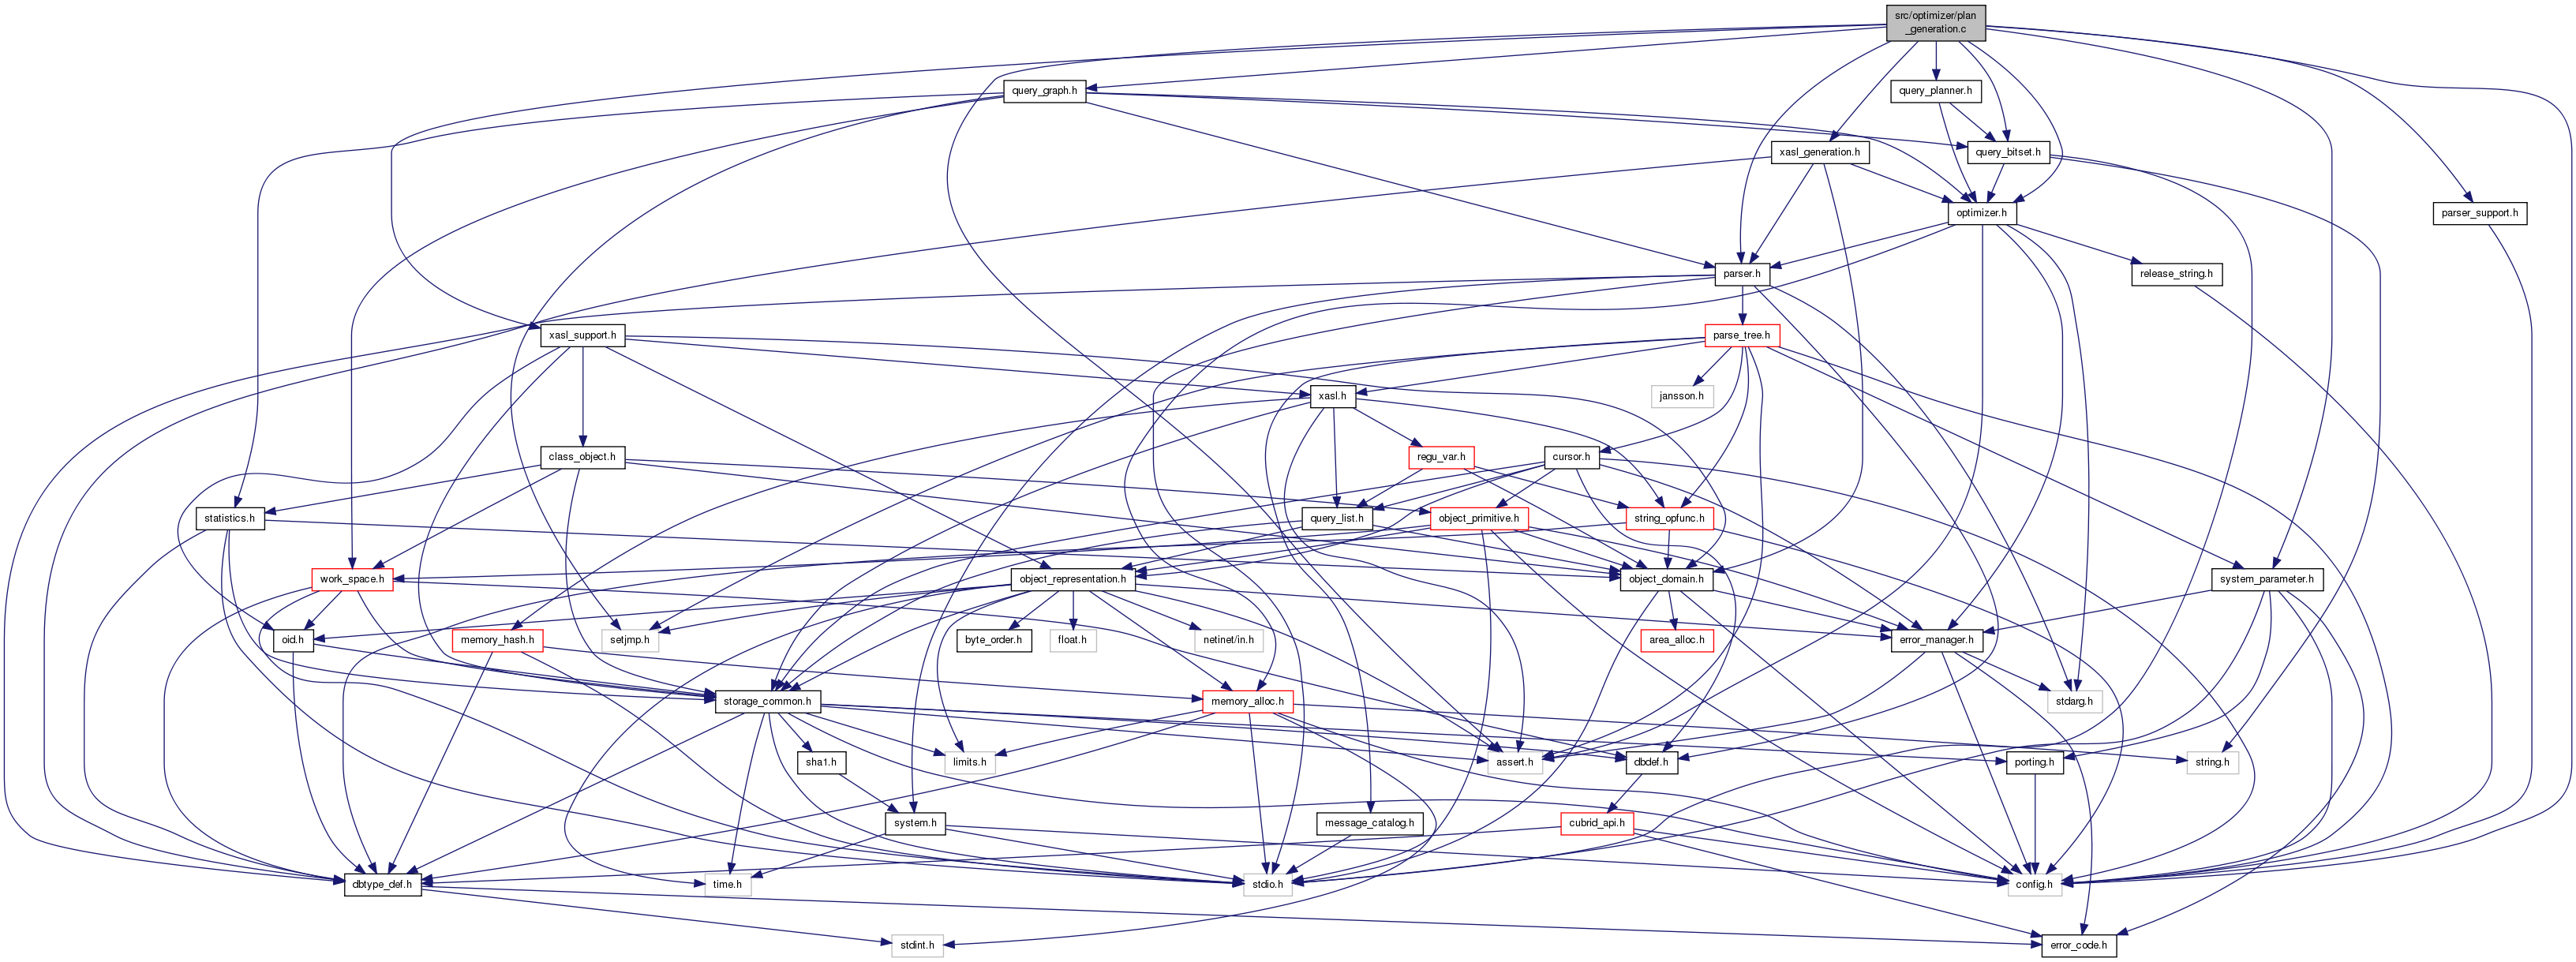 src/optimizer/plan
_generation.c
query_graph.h
query_planner.h
xasl_generation.h
query_bitset.h
optimizer.h
parser_support.h
parser.h
release_string.h
xasl_support.h
parse_tree.h
xasl.h
jansson.h
class_object.h
regu_var.h
cursor.h
statistics.h
query_list.h
object_primitive.h
string_opfunc.h
work_space.h
object_representation.h
object_domain.h
system_parameter.h
oid.h
memory_hash.h
setjmp.h
byte_order.h
float.h
netinet/in.h
area_alloc.h
error_manager.h
storage_common.h
memory_alloc.h
stdarg.h
sha1.h
limits.h
assert.h
dbdef.h
porting.h
string.h
system.h
message_catalog.h
cubrid_api.h
dbtype_def.h
time.h
stdio.h
config.h
stdint.h
error_code.h